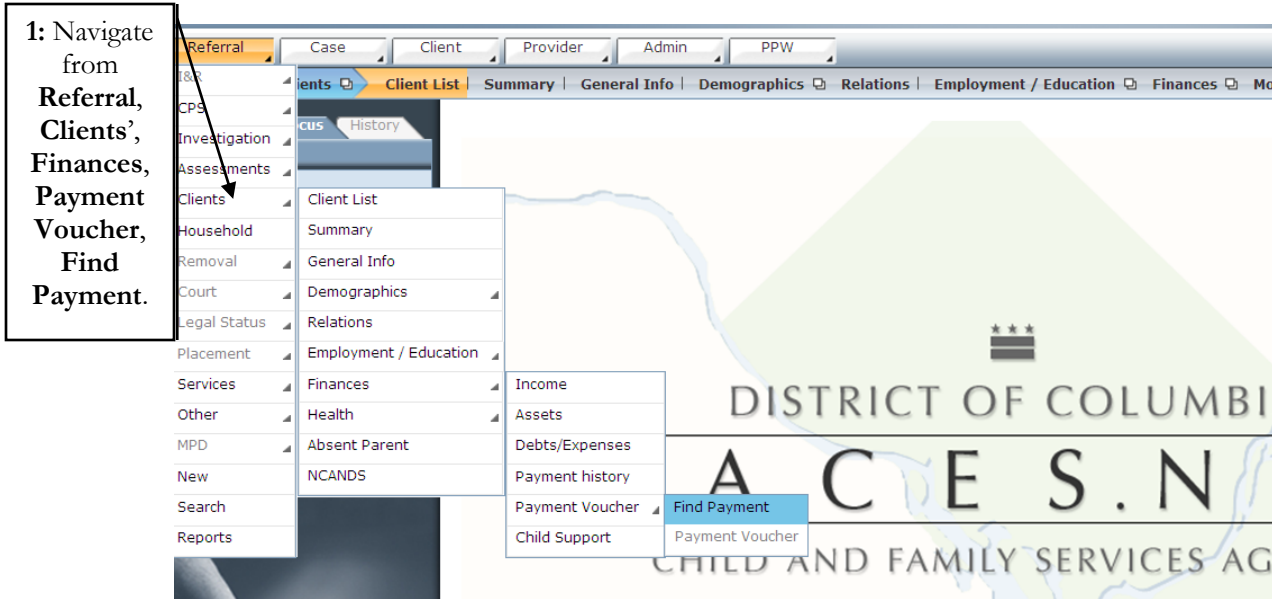 1: Navigate
from
Referral,
Clients’,
Finances,
Payment
Voucher,
Find
Payment.
Referral Case Client Provider Admin PPW
ients Client List | Summary | General Info | Demographics Relations | Employment / Education Finances Mo
cus History
I&R
CPS
Investigation
Assessments
Clients
Household
Removal
Court
Legal Status
Placement
Services
Other
MPD
New
Search
Reports
Client List
Summary
General Info
Demographics
Relations
Employment / Education
Finances
Health
Absent Parent
NCANDS
Income
Assets
Debts/Expenses
Payment history
Payment Voucher
Child Support
Find Payment
Payment Voucher
DISTRICT OF COLUMBI
A C E S . N
CHILD AND FAMILY SERVICES AG